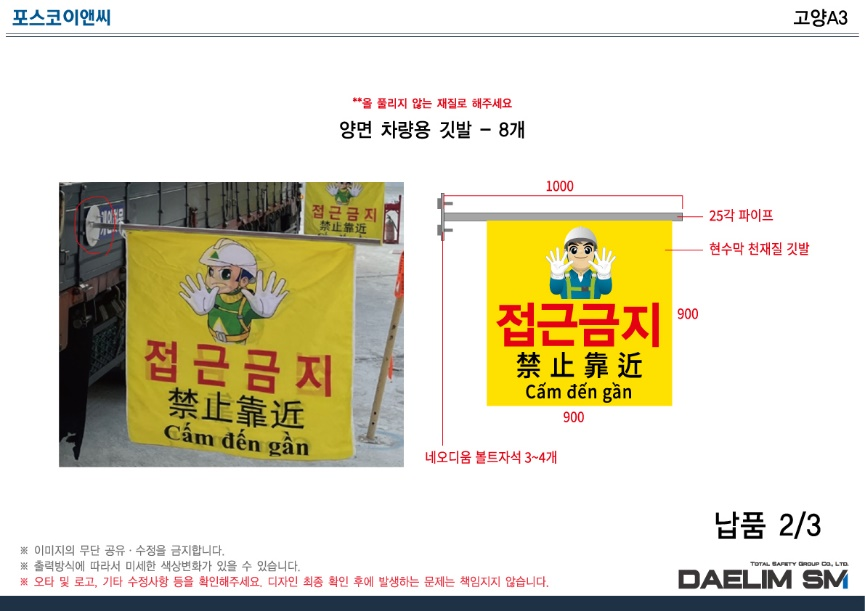 포스코이앤씨
고양A3
**올 풀리지 않는 재질로 해주세요
양면 차량용 깃발 - 8개
접근금지
禁止靠近
접근금지
禁止靠近
Cấm đến gần
1000
25각 파이프
현수막 천재질 깃발
접근금지
禁止靠近
Cấm đến gần
900
900
네오디움 볼트자석 3~4개
납품 2/3
※ 이미지의 무단 공유 · 수정을 금지합니다.
※ 출력방식에 따라서 미세한 색상변화가 있을 수 있습니다.
※ 오타 및 로고, 기타 수정사항 등을 확인해주세요. 디자인 최종 확인 후에 발생하는 문제는 책임지지 않습니다.
TOTAL SAFETY GROUP CO., LTD.
DAELIM SM